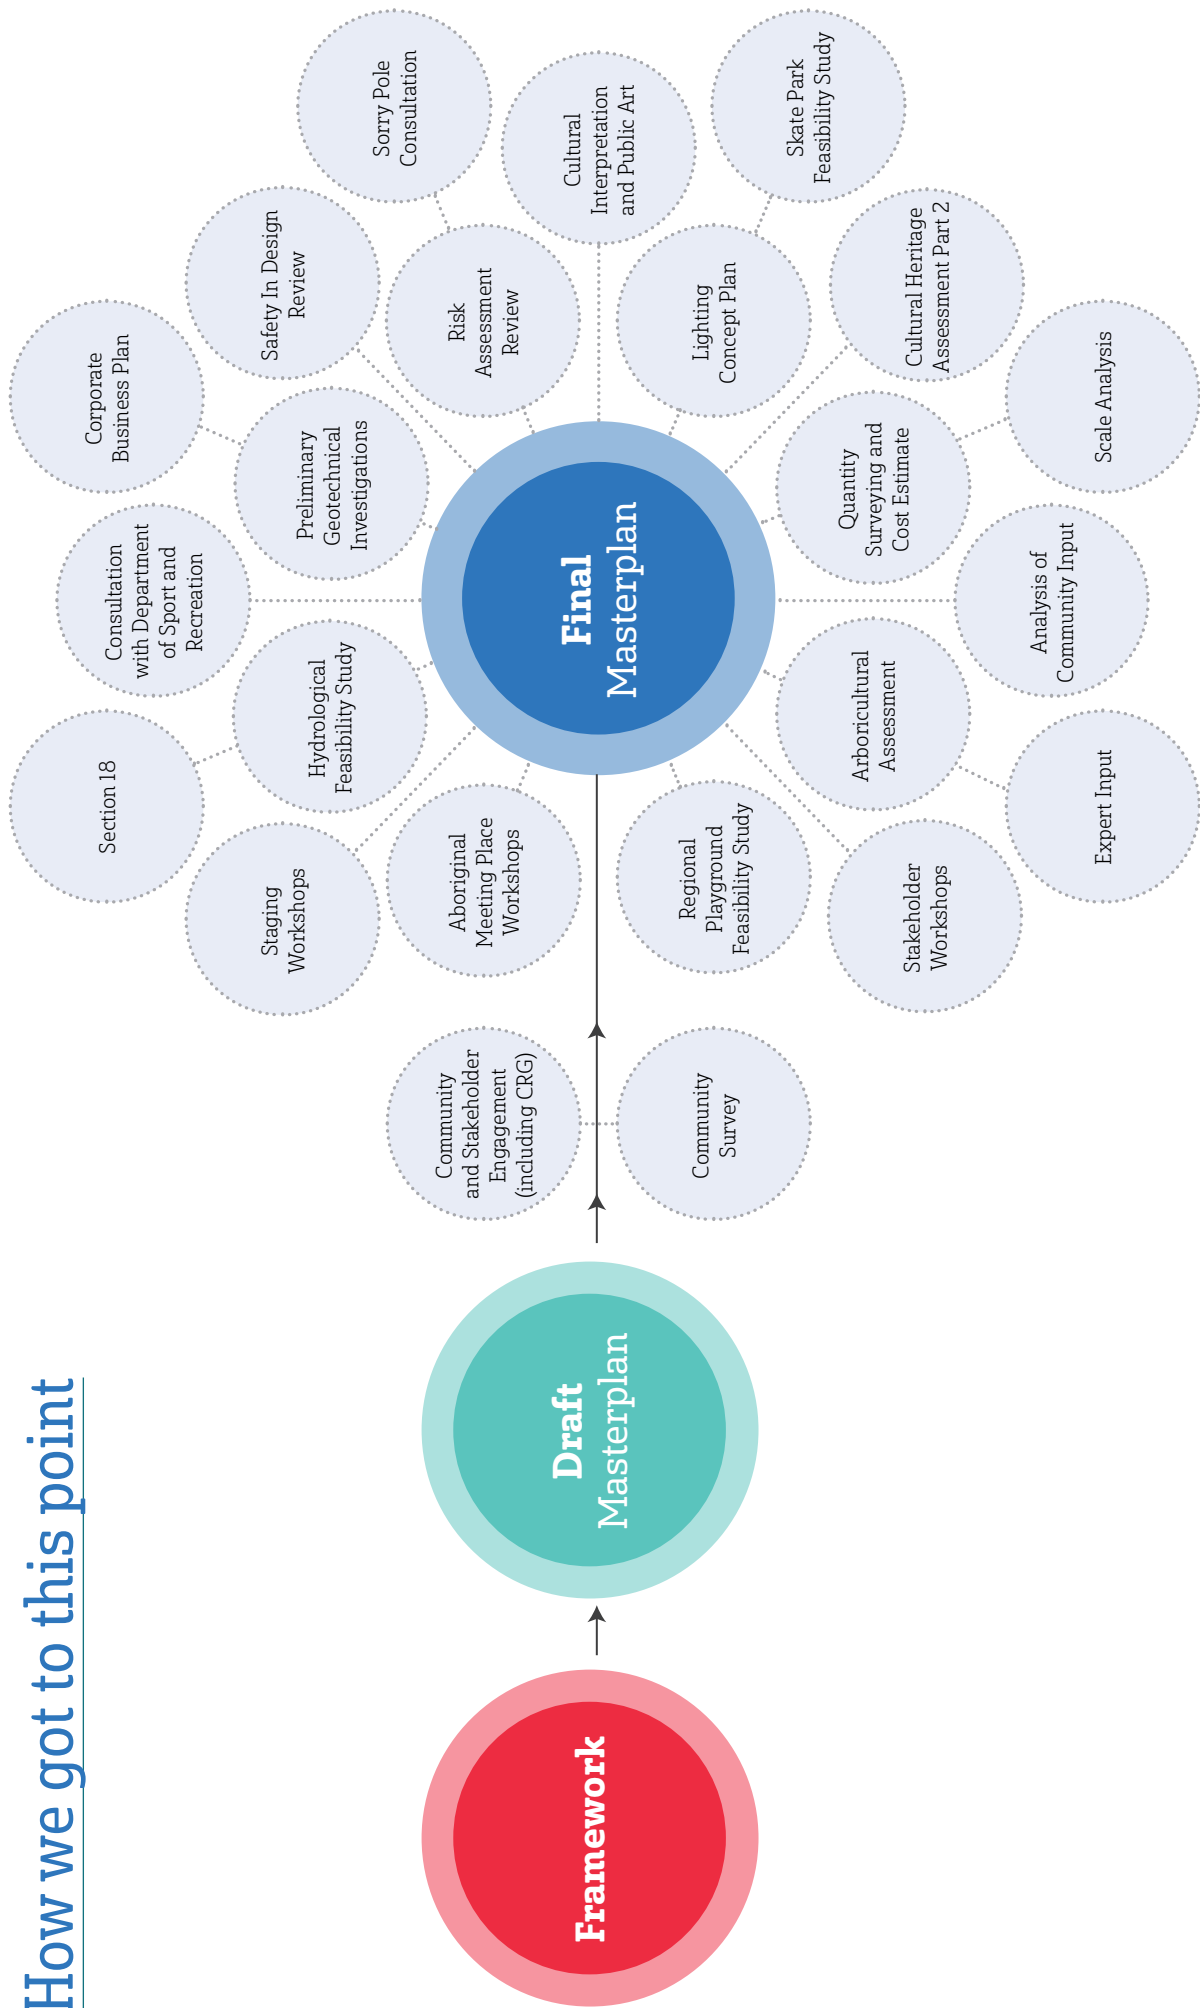 How we got to this point
Framework
Draft
Masterplan
Community
and Stakeholder
Engagement
(including CRG)
Community
Survey
Final
Masterplan
Section 18
Staging
Workshops
Hydrological
Feasibility Study
Aboriginal
Meeting Place
Workshops
Consultation
with Department
of Sport and
Recreation
Corporate
Business Plan
Preliminary
Geotechnical
Investigations
Safety In Design
Review
Risk
Assessment
Review
Sorry Pole
Consultation
Cultural
Interpretation
and Public Art
Skate Park
Feasibility Study
Lighting
Concept Plan
Cultural Heritage
Assessment Part 2
Quantity
Surveying and
Cost Estimate
Scale Analysis
Analysis of
Community Input
Arboricultural
Assessment
Expert Input
Stakeholder
Workshops
Regional
Playground
Feasibility Study